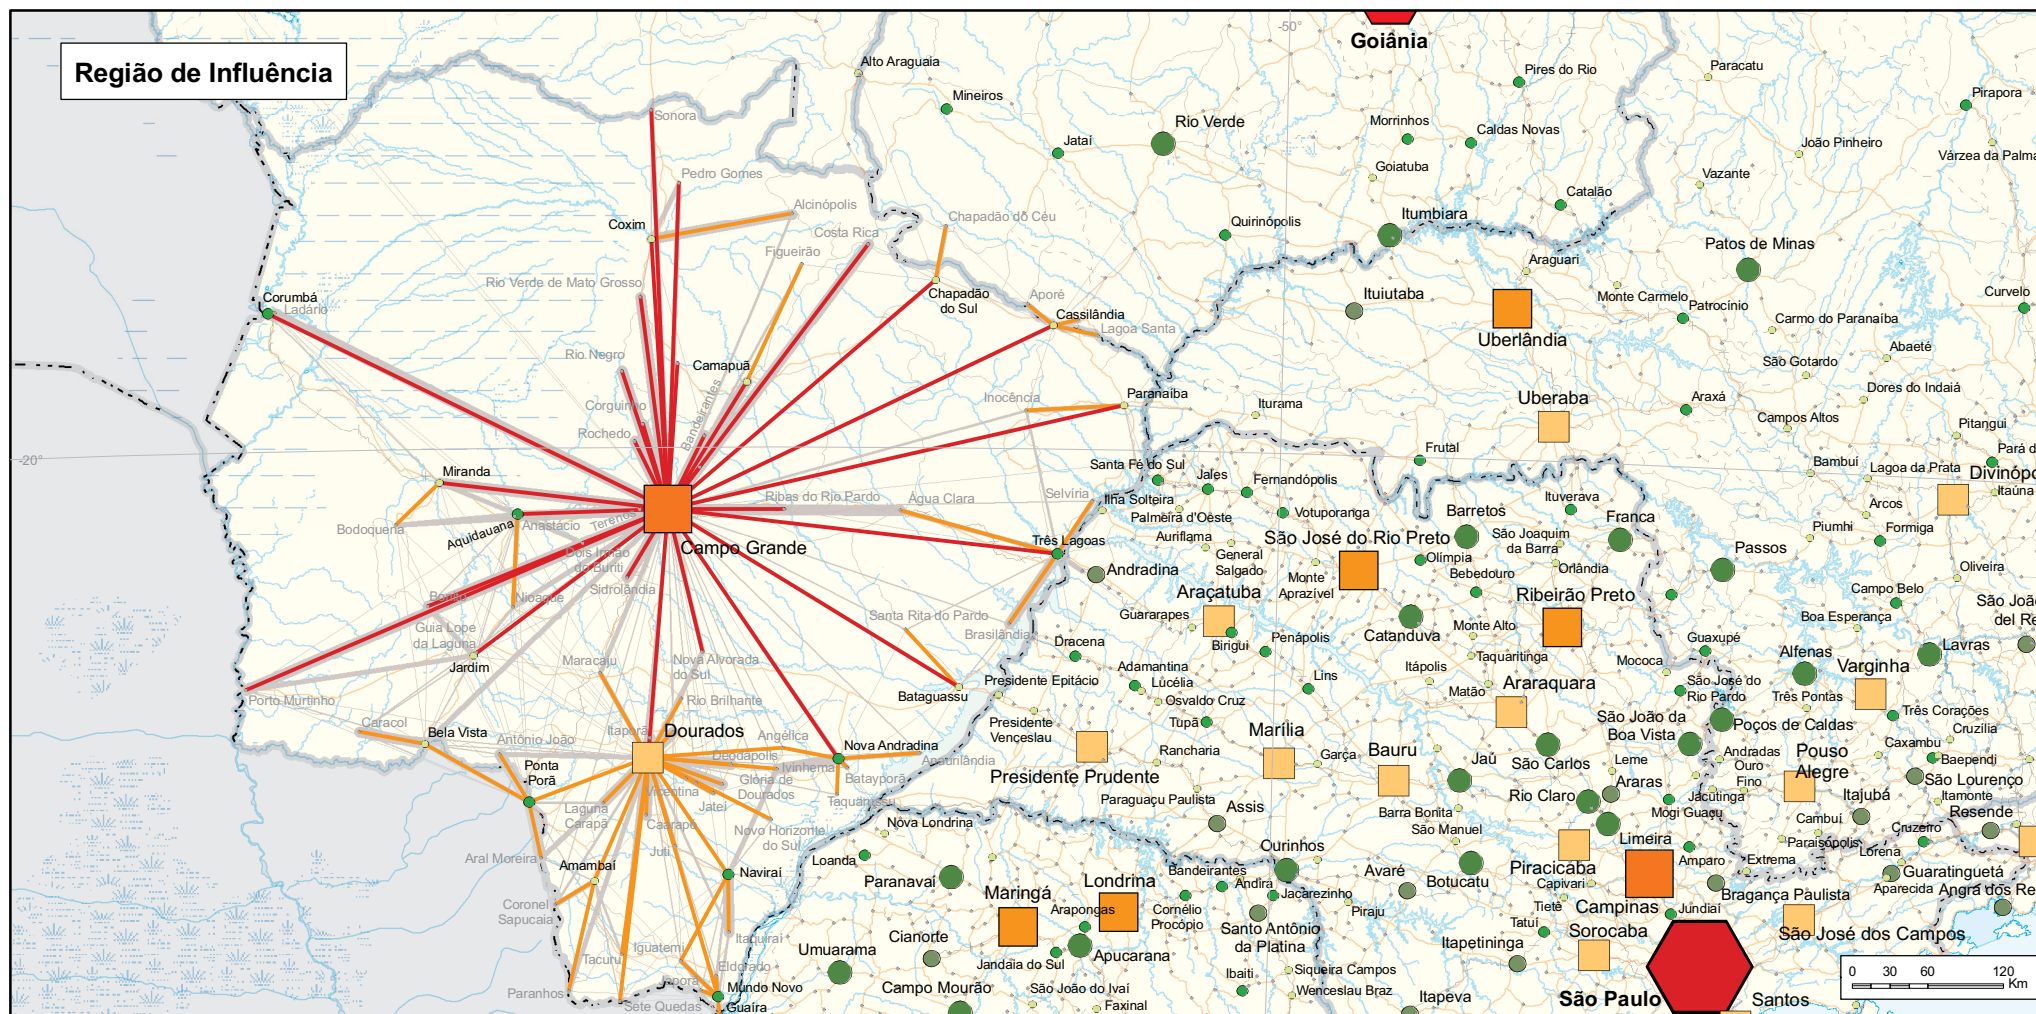 Região de Influência
-50°
Goiânia
Alto Araguaia
Mineiros
Jataí
Rio Verde
Pires do Rio
Paracatu
Pirapora
Morrinhos
Caldas Novas
Goiatuba
João Pinheiro
Várzea da Palma
Vazante
Catalão
Sonora
Pedro Gomes
Alcinópolis
Coxim
Costa Rica
Figueirão
Chapadão do Céu
Quirinópolis
Itumbiara
Patos de Minas
Araguari
Rio Verde de Mato Grosso
Corumbá
Ladário
Chapadão
do Sul
Aporé
Cassilândia
Lagoa Santa
Ituiutaba
Uberlândia
Monte Carmelo
Patrocínio
Curvelo
Carmo do Paranaíba
Abaeté
São Gotardo
Rio Negro
Camapuã
Bandeirantes
Corguinho
Rochedo
Inocência
Paranaíba
Iturama
Uberaba
Araxá
Dores do Indaiá
Campos Altos
Pitangui
-20°
Miranda
Bodoquena
Aquidauana
Anastácio
Terenos
Campo Grande
Ribas do Rio Pardo
Água Clara
Selvíria
Santa Fé do Sul
Jales
Fernandópolis
Frutal
Bambuí
Lagoa da Prata
Pará d
Divinópo
Itaúna
Ilha Solteira
Palmeira d'Oeste
Votuporanga
Ituverava
Barretos
Franca
Arcos
Piumhi
Formiga
Dois Irmão
do Buriti
Sidrolândia
Três Lagoas
Andradina
Auriflama
General
Salgado
São José do Rio Preto
Monte
Aprazível
Olímpia
São Joaquim
da Barra
Orlândia
Bebedouro
Passos
Oliveira
Campo Belo
Bonito
Nioaque
Guia Lope
da Laguna
Jardim
Maracaju
Nova Alvorada
do Sul
Santa Rita do Pardo
Brasilândia
Araçatuba
Guararapes
Birigui
Penápolis
Catanduva
Ribeirão Preto
Monte Alto
Taquaritinga
Boa Esperança
São Joã
del Re
Lavras
Guaxupé
Mococa
Alfenas
Varginha
Dracena
Presidente Epitácio
Adamantina
Lucélia
Osvaldo Cruz
Lins
Itápolis
Matão
Araraquara
São José do
Rio Pardo
Três Pontas
Porto Murtinho
Caracol
Bela Vista
Rio Brilhante
Bataguassu
Presidente
Venceslau
Tupã
São João da
Boa Vista
Poços de Caldas
Três Corações
Cruzília
Antônio João
Itaporã
Dourados
Angélica
Deodápolis
Ivinhema
Nova Andradina
Anaurilândia
Batayporã
Taquarussu
Glória de
Dourados
Vicentina
Jateí
Presidente Prudente
Rancharia
Marília
Garça
Bauru
Jaú
São Carlos
Leme
Andradas
Ouro
Fino
Pouso
Alegre
Caxambu
Baependi
São Lourenço
Itamonte
Ponta
Porã
Laguna
Carapã
Caarapó
Novo Horizonte
do Sul
Nova Londrina
Paraguaçu Paulista
Assis
Barra Bonita
São Manuel
Rio Claro
Araras
Jacutinga
Mogi Guaçu
Itajubá
Resende
Cambuí
Paraisópolis
Cruzeiro
Lorena
Aral Moreira
Amambaí
Juti
Naviraí
Loanda
Paranavaí
Maringá
Londrina
Arapongas
Bandeirantes
Ourinhos
Andirá
Jacarezinho
Avaré
Botucatu
Piracicaba
Limeira
Amparo
Extrema
Bragança Paulista
Guaratinguetá
Aparecida
Angra dos Re
Capivari
Tietê
Campinas
Jundiaí
Coronel
Sapucaia
Itaquiraí
Iguatemi
Tacuru
Eldorado
Japorã
Paranhos
Sete Quedas
Mundo Novo
Guaíra
Umuarama
Cianorte
Jandaia do Sul
Apucarana
Cornélio
Procópio
Santo Antônio
da Platina
Piraju
Itapetininga
Tatuí
Sorocaba
São José dos Campos
Campo Mourão
São João do Ivaí
Faxinal
Ibaiti
Siqueira Campos
Wenceslau Braz
Itapeva
São Paulo
Santos
0 30 60 120
Km